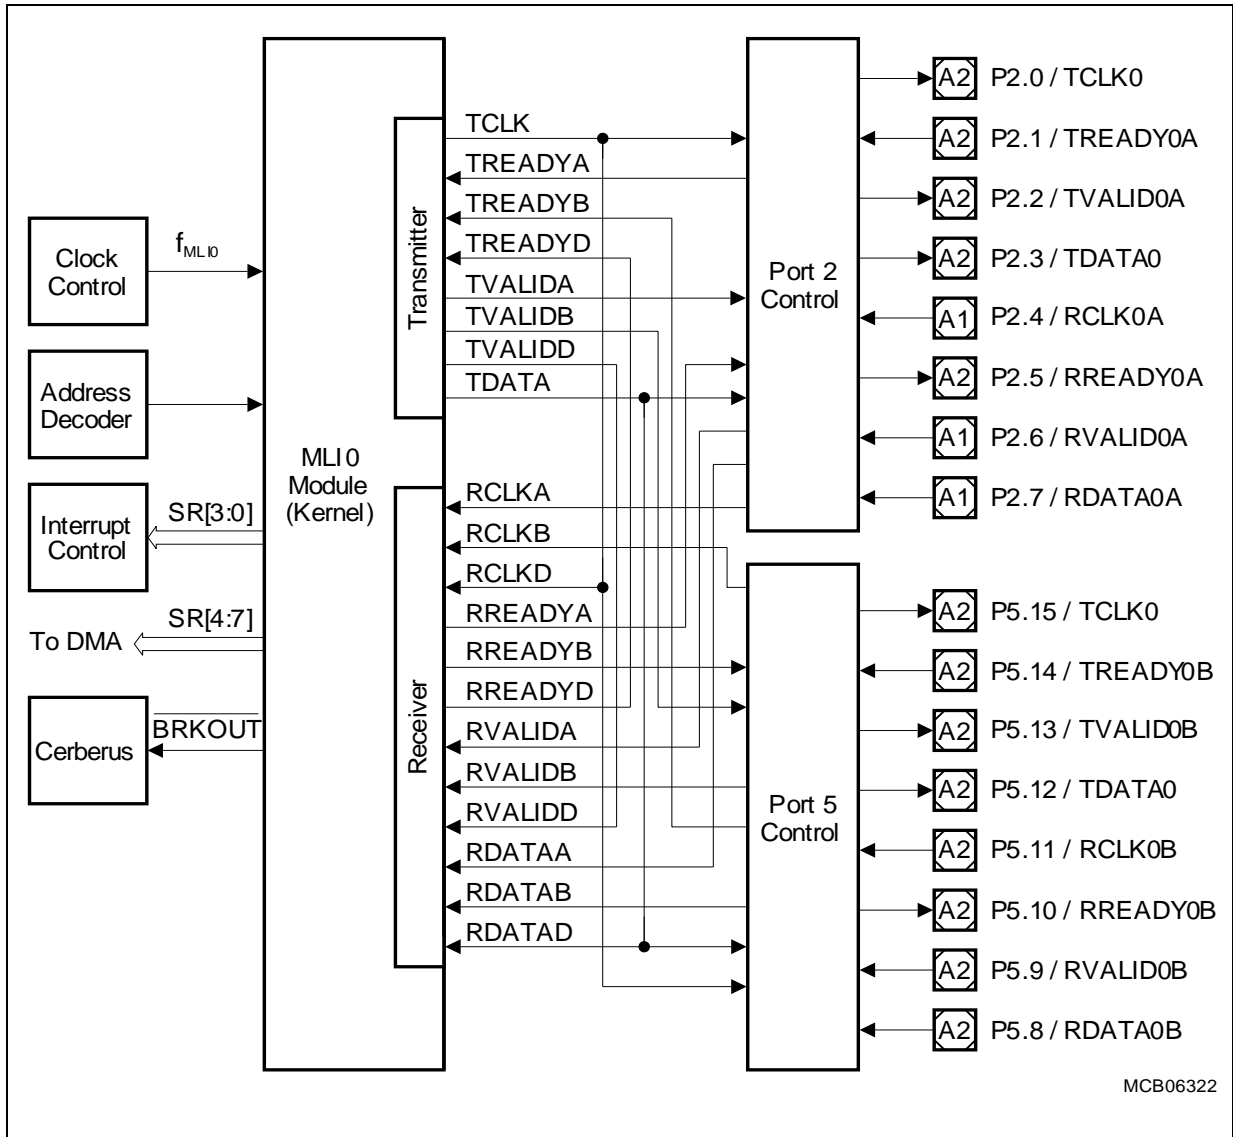 Clock
Control
f MLI0
Address
Decoder
Interrupt
Control
SR[3:0]
To DMA
SR[4:7]
Cerberus
BRKOUT
MLI0
Module
(Kernel)
Transmitter
TCLK
TREADYA
TREADYB
TREADYD
TVALIDA
TVALIDB
TVALIDD
TDATA
Receiver
RCLKA
RCLKB
RCLKD
RREADYA
RREADYB
RREADYD
RVALIDA
RVALIDB
RVALIDD
RDATAA
RDATAB
RDATAD
Port 2
Control
A2 P2.0 / TCLK0
A2 P2.1 / TREADY0A
A2 P2.2 / TVALID0A
A2 P2.3 / TDATA0
A1 P2.4 / RCLK0A
A2 P2.5 / RREADY0A
A1 P2.6 / RVALID0A
A1 P2.7 / RDATA0A
Port 5
Control
A2 P5.15 / TCLK0
A2 P5.14 / TREADY0B
A2 P5.13 / TVALID0B
A2 P5.12 / TDATA0
A2 P5.11 / RCLK0B
A2 P5.10 / RREADY0B
A2 P5.9 / RVALID0B
A2 P5.8 / RDATA0B
MCB06322